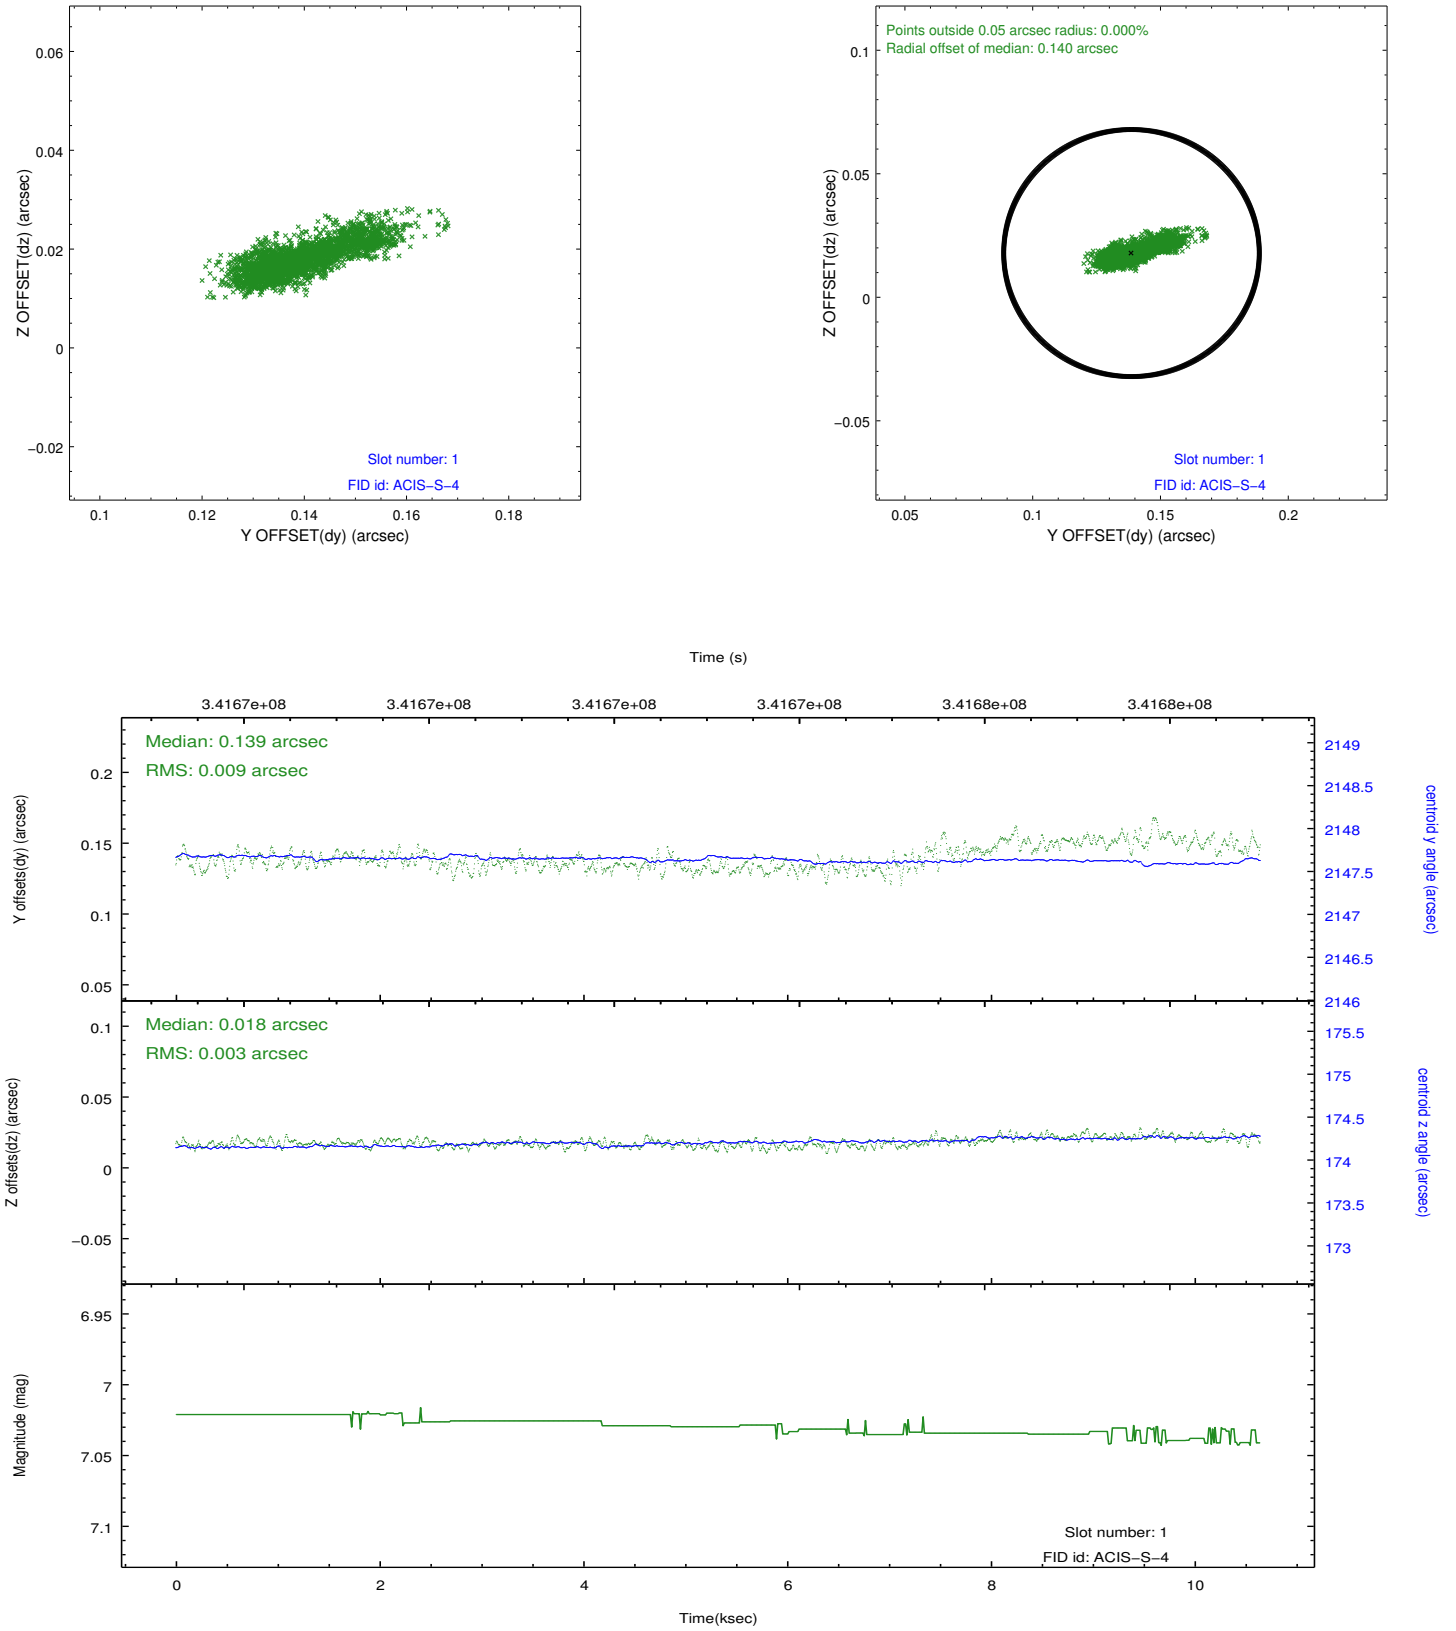 0.06
0.04
0.02
0
−0.02
Z OFFSET(dz) (arcsec)
Slot number: 1
FID id: ACIS−S−4
0.1
0.12
0.14
0.16
0.18
Y OFFSET(dy) (arcsec)
Points outside 0.05 arcsec radius: 0.000%
Radial offset of median: 0.140 arcsec
0.1
0.05
0
−0.05
Z OFFSET(dz) (arcsec)
Slot number: 1
FID id: ACIS−S−4
0.05
0.1
0.15
0.2
Y OFFSET(dy) (arcsec)
Time (s)
3.4167e+08
3.4167e+08
3.4167e+08
3.4167e+08
3.4168e+08
3.4168e+08
Median: 0.139 arcsec
RMS: 0.009 arcsec
0.2
0.15
0.1
0.05
Y offsets(dy) (arcsec)
2149
2148.5
2148
2147.5
2147
2146.5
2146
centroid y angle (arcsec)
Median: 0.018 arcsec
RMS: 0.003 arcsec
0.1
0.05
0
−0.05
Z offsets(dz) (arcsec)
175.5
175
174.5
174
173.5
173
centroid z angle (arcsec)
6.95
7
7.05
7.1
Magnitude (mag)
Slot number: 1
FID id: ACIS−S−4
0
2
4
6
8
10
Time(ksec)